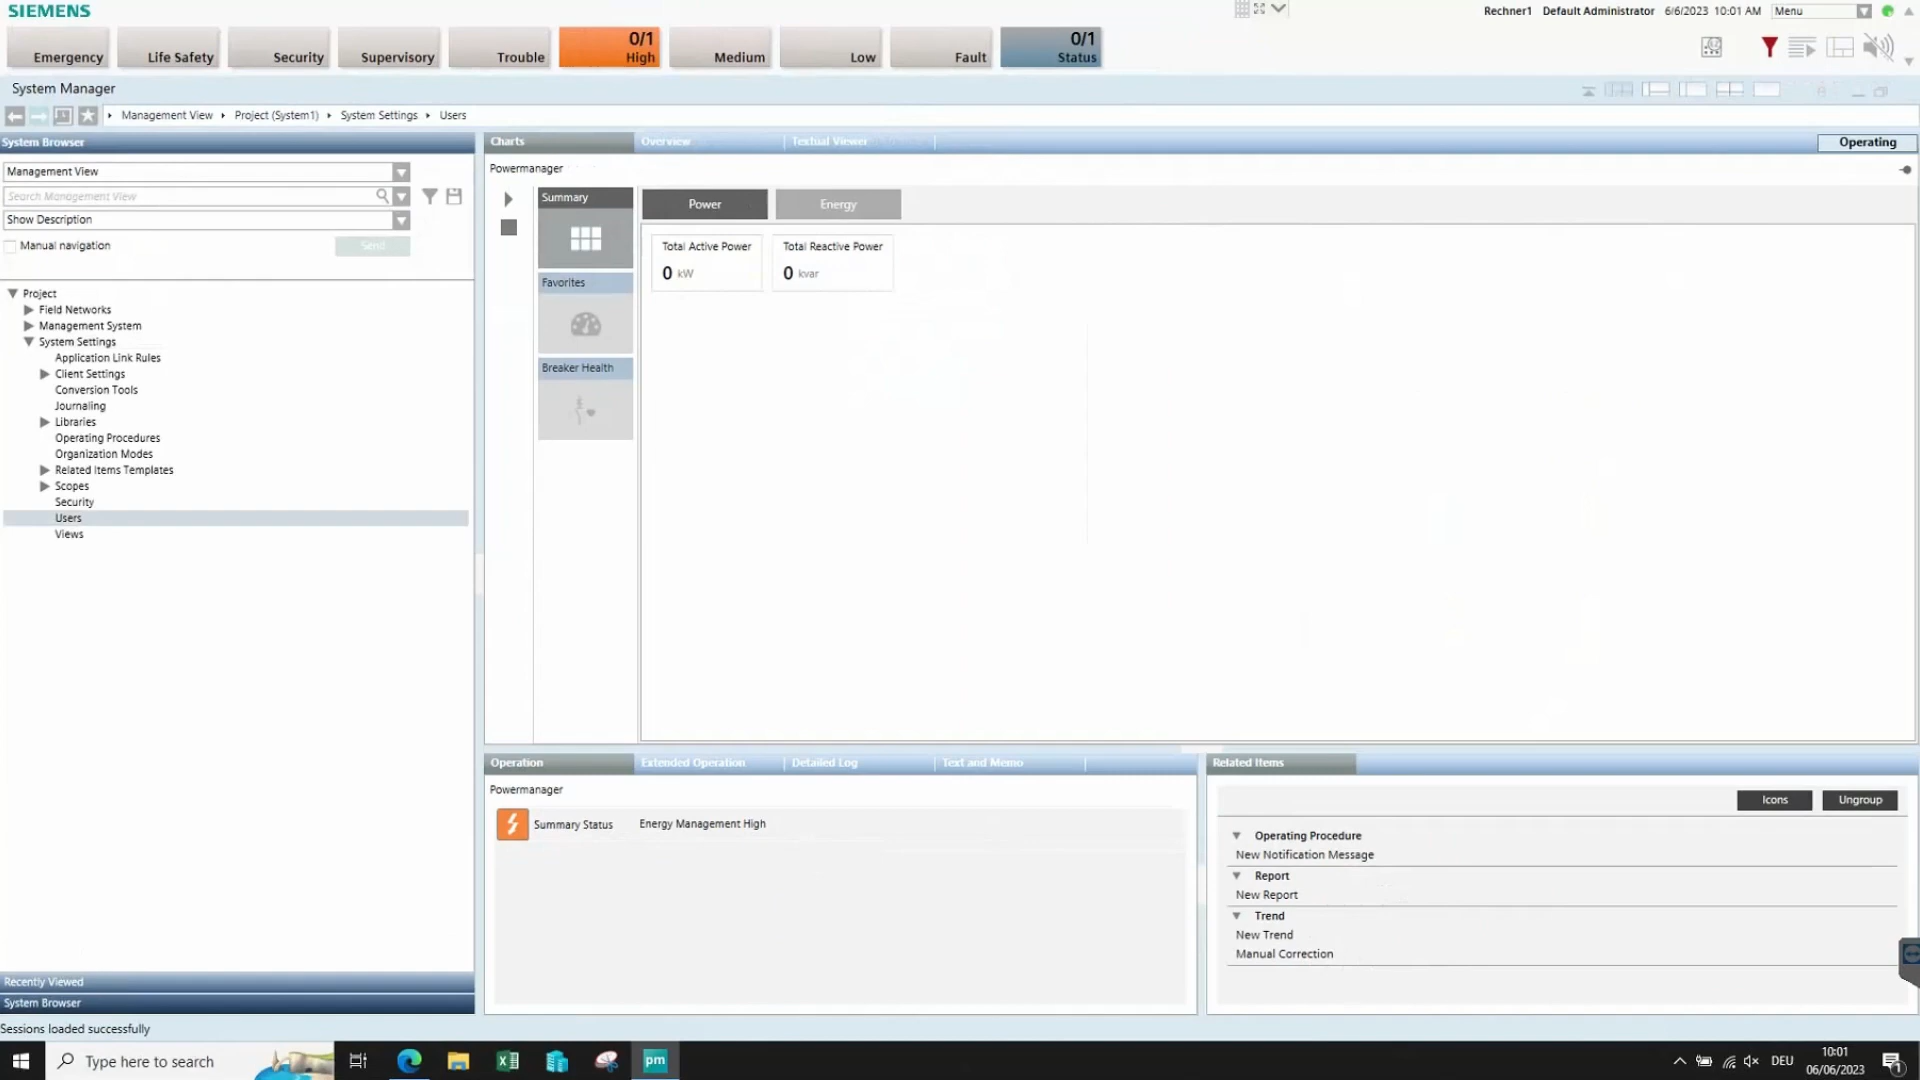 SIEMENS
Rechner1 Default Administrator 6/6/2023 10:01 AM Menu
Emergency
Life Safety
Security
Supervisory
Trouble
0/1
High
Medium
Low
Fault
0/1
Status
System Manager
Management View Project (System1) System Settings Users
System Browser
Management View
Search Management View
Show Description
Manual navigation
Send
Project
Field Networks
Management System
System Settings
Application Link Rules
Client Settings
Conversion Tools
Journaling
Libraries
Operating Procedures
Organization Modes
Related Items Templates
Scopes
Security
Users
Views
Recently Viewed
System Browser
Sessions loaded successfully
Charts Overview Textual Viewer
Operating
Powermanager
Summary
Favorites
Breaker Health
Power
Energy
Total Active Power
0 kW
Total Reactive Power
0 kvar
Operation Extended Operation Detailed Log Text and Memo
Powermanager
Summary Status Energy Management High
Related Items
Icons
Ungroup
Operating Procedure
New Notification Message
Report
New Report
Trend
New Trend
Manual Correction
Type here to search
pm
DEU
10:01
06/06/2023
1